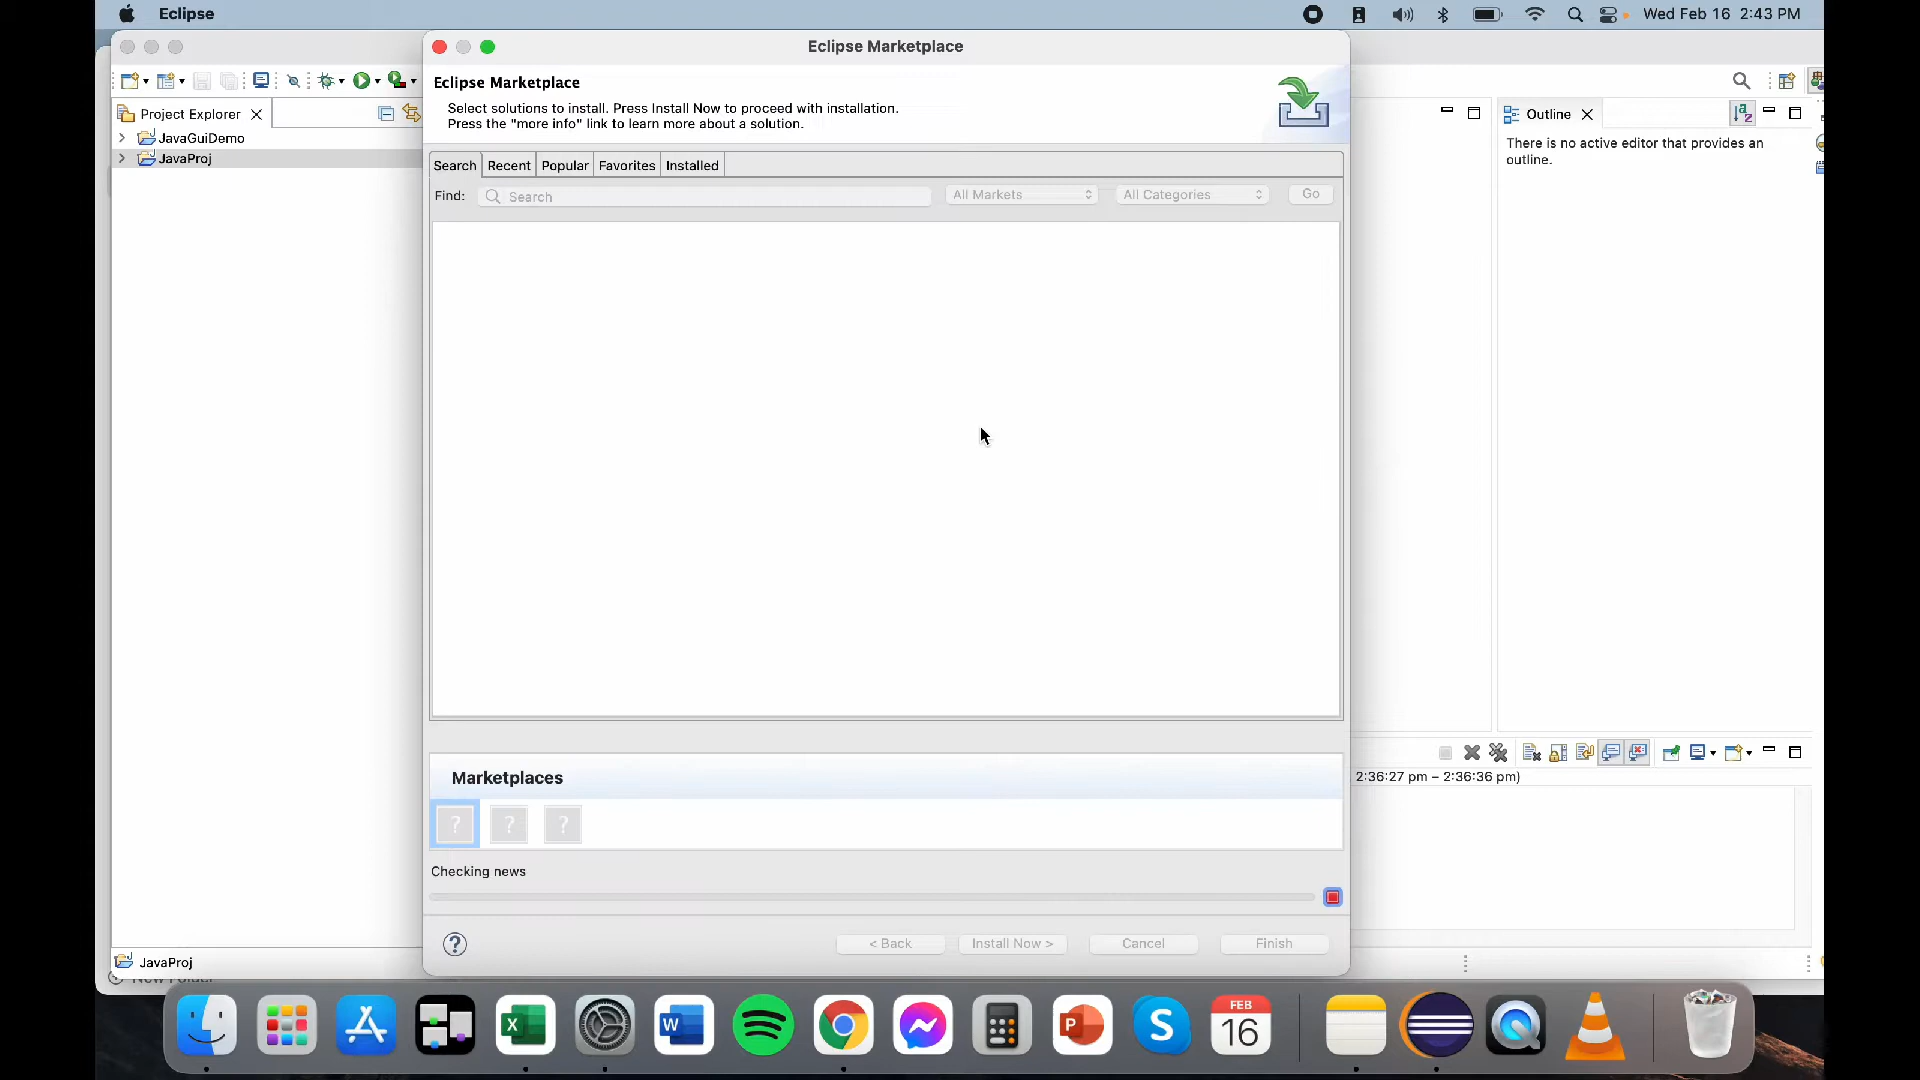 Eclipse
Wed Feb 16 2:43 PM
Eclipse Marketplace
Project Explorer
JavaGuiDemo
JavaProj
Eclipse Marketplace
Select solutions to install. Press Install Now to proceed with installation.
Press the "more info" link to learn more about a solution.
Search Recent Popular Favorites Installed
Find: Search All Markets All Categories Go
Outline
There is no active editor that provides an
outline.
2:36:27 pm – 2:36:36 pm)
Marketplaces
? ? ?
Checking news
? < Back Install Now > Cancel Finish
JavaProj
New Folder
X
W
P
S
FEB
16